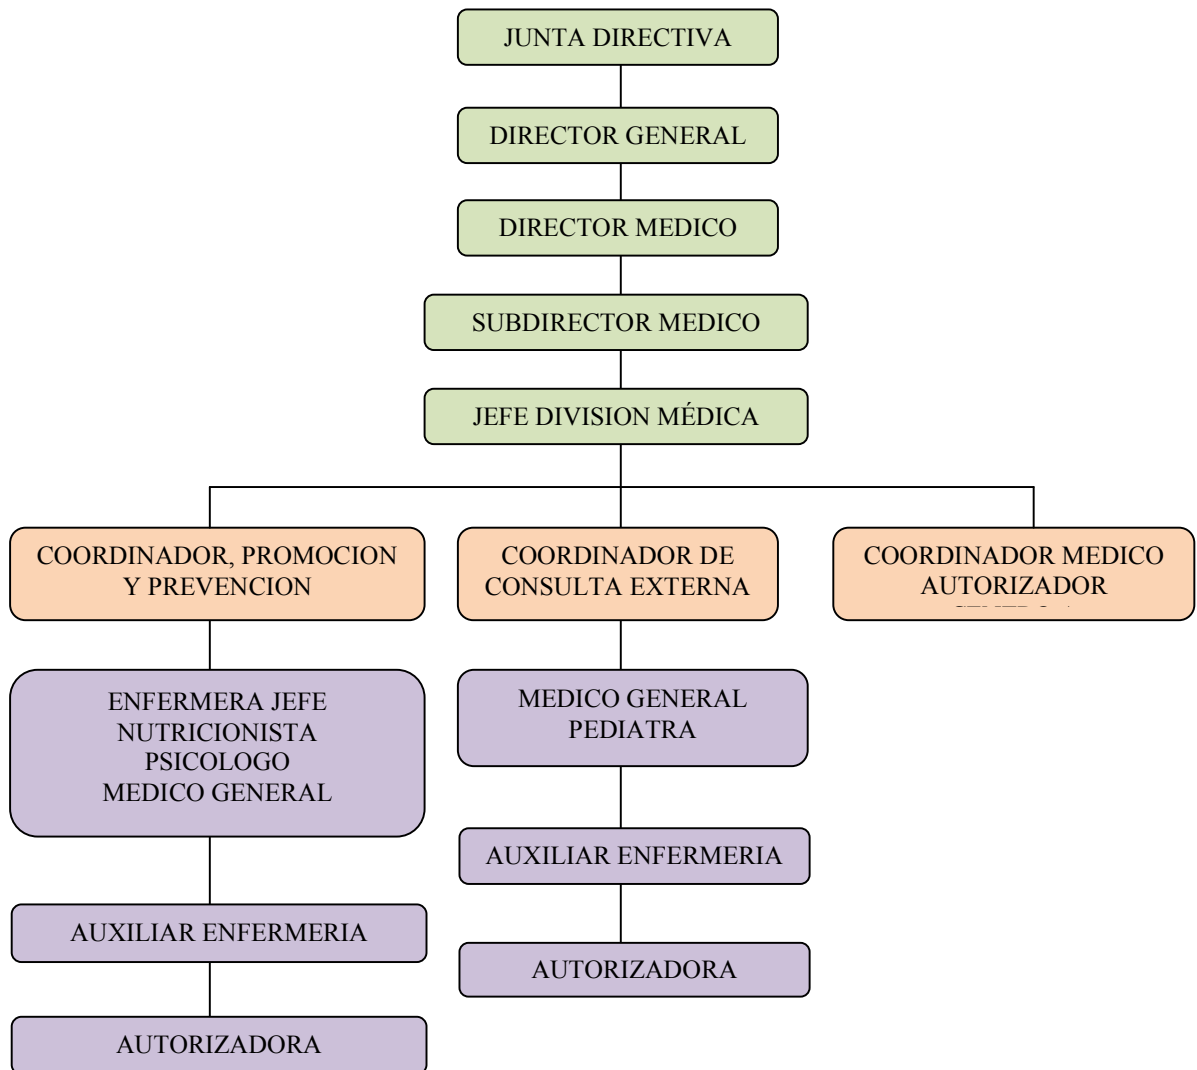 JUNTA DIRECTIVA
DIRECTOR GENERAL
DIRECTOR MEDICO
SUBDIRECTOR MEDICO
JEFE DIVISION MÉDICA
COORDINADOR, PROMOCION
Y PREVENCION
COORDINADOR DE
CONSULTA EXTERNA
COORDINADOR MEDICO
AUTORIZADOR
ENFERMERA JEFE
NUTRICIONISTA
PSICOLOGO
MEDICO GENERAL
MEDICO GENERAL
PEDIATRA
AUXILIAR ENFERMERIA
AUXILIAR ENFERMERIA
AUTORIZADORA
AUTORIZADORA